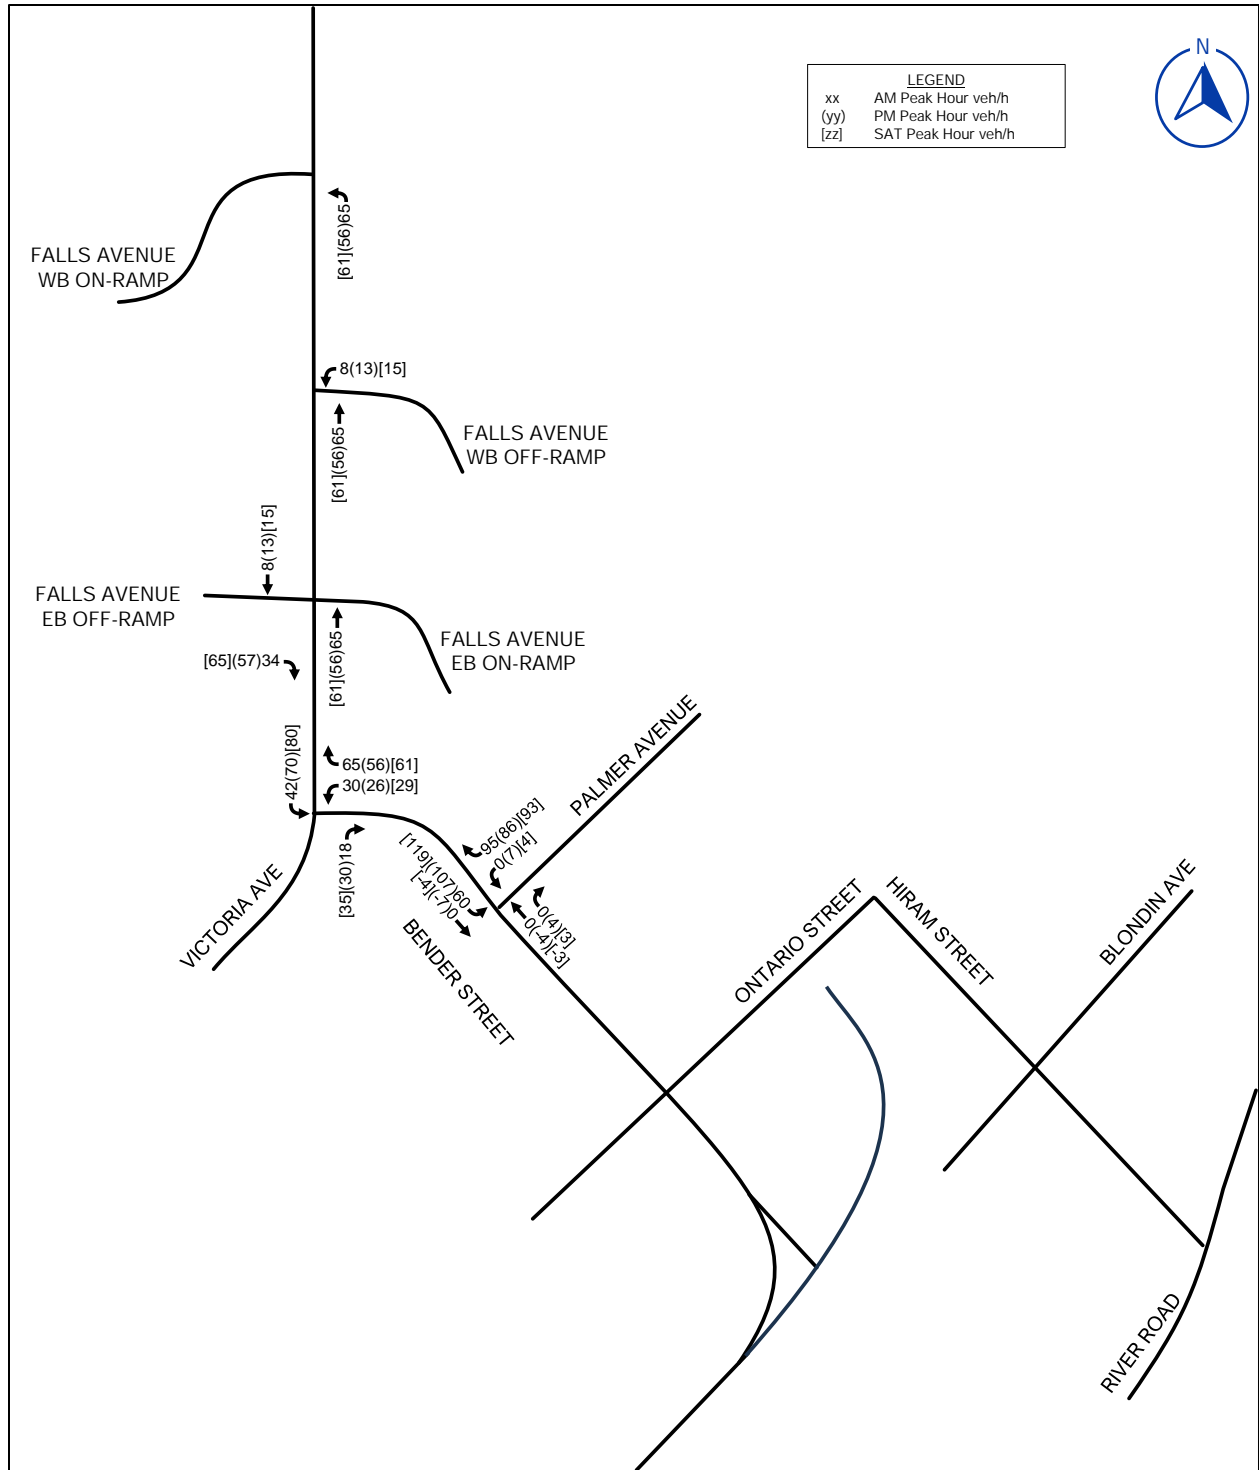 N
LEGEND
xx AM Peak Hour veh/h
(yy) PM Peak Hour veh/h
[zz] SAT Peak Hour veh/h
[61](56)65
FALLS AVENUE
WB ON-RAMP
8(13)[15]
[61](56)65
FALLS AVENUE
WB OFF-RAMP
8(13)[15]
FALLS AVENUE
EB OFF-RAMP
[61](56)65
FALLS AVENUE
EB ON-RAMP
[65](57)34
42(70)[80]
65(56)[61]
30(26)[29]
PALMER AVENUE
95(86)[93]
0(7)[4]
[35](30)18
[119](107)60
[-4](-7)0
0(4)[3]
0(-4)[-3]
VICTORIA AVE
BENDER STREET
ONTARIO STREET
HIRAM STREET
BLONDIN AVE
RIVER ROAD